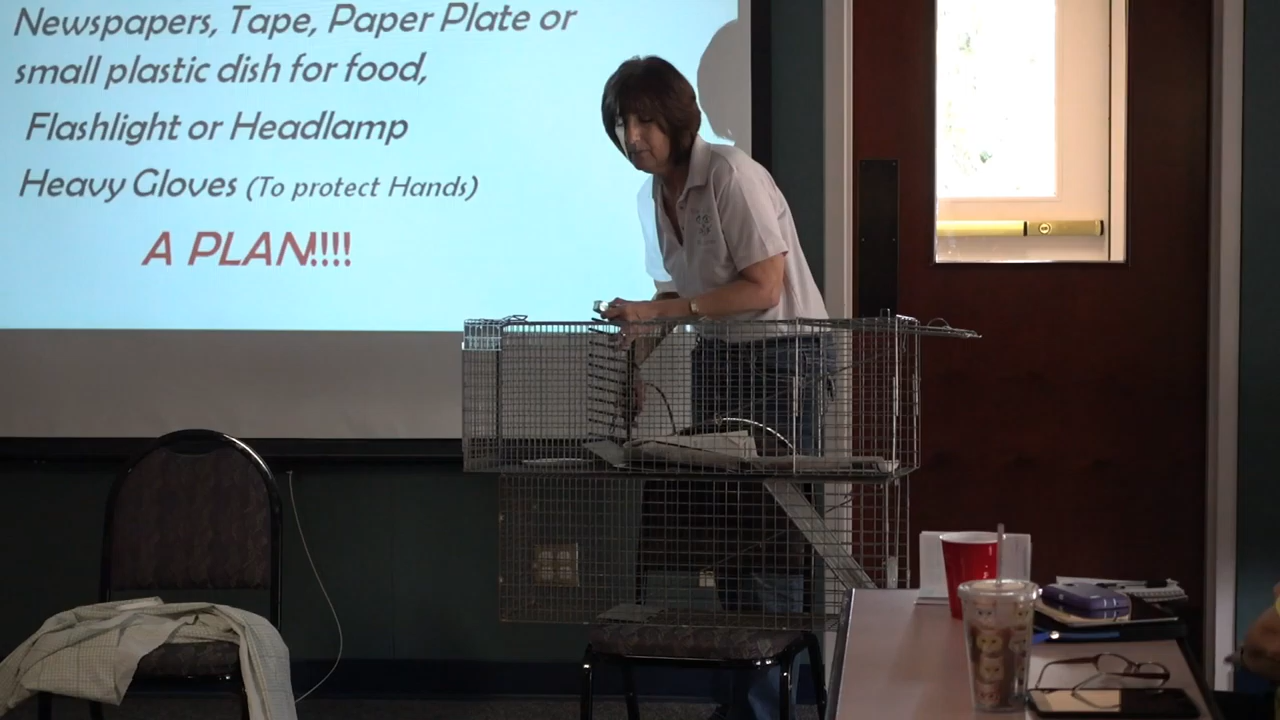 Newspapers, Tape, Paper Plate or
small plastic dish for food,
Flashlight or Headlamp
Heavy Gloves (To protect Hands)
A PLAN!!!!